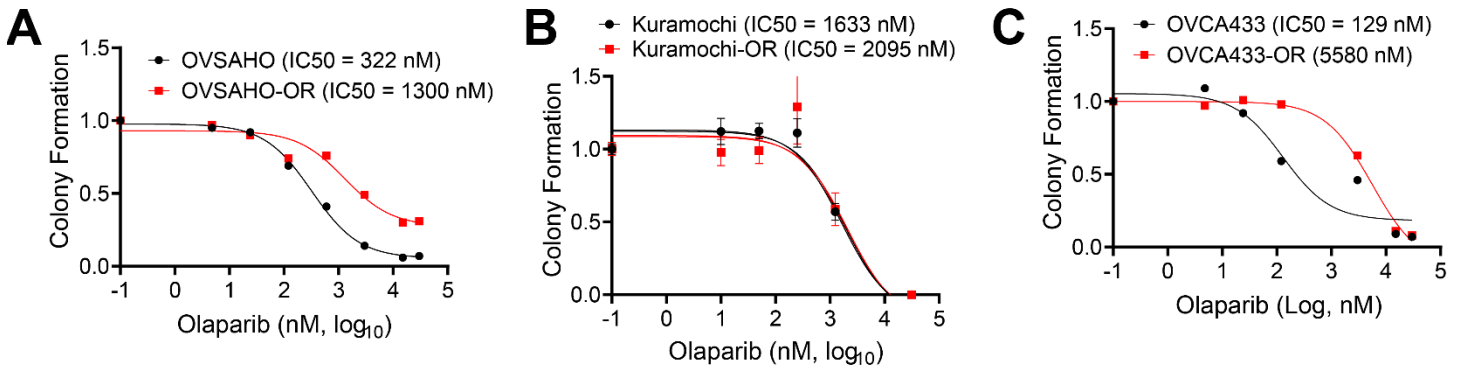 A
OVSAHO (IC50 = 322 nM)
OVSAHO-OR (IC50 = 1300 nM)
Colony Formation
1.5
1.0
0.5
0.0
-1 0 1 2 3 4 5
Olaparib (nM, log10)
B
Kuramochi (IC50 = 1633 nM)
Kuramochi-OR (IC50 = 2095 nM)
Colony Formation
1.5
1.0
0.5
0.0
-1 0 1 2 3 4 5
Olaparib (nM, log10)
C
OVCA433 (IC50 = 129 nM)
OVCA433-OR (5580 nM)
Colony Formation
1.5
1.0
0.5
0.0
-1 0 1 2 3 4 5
Olaparib (Log, nM)